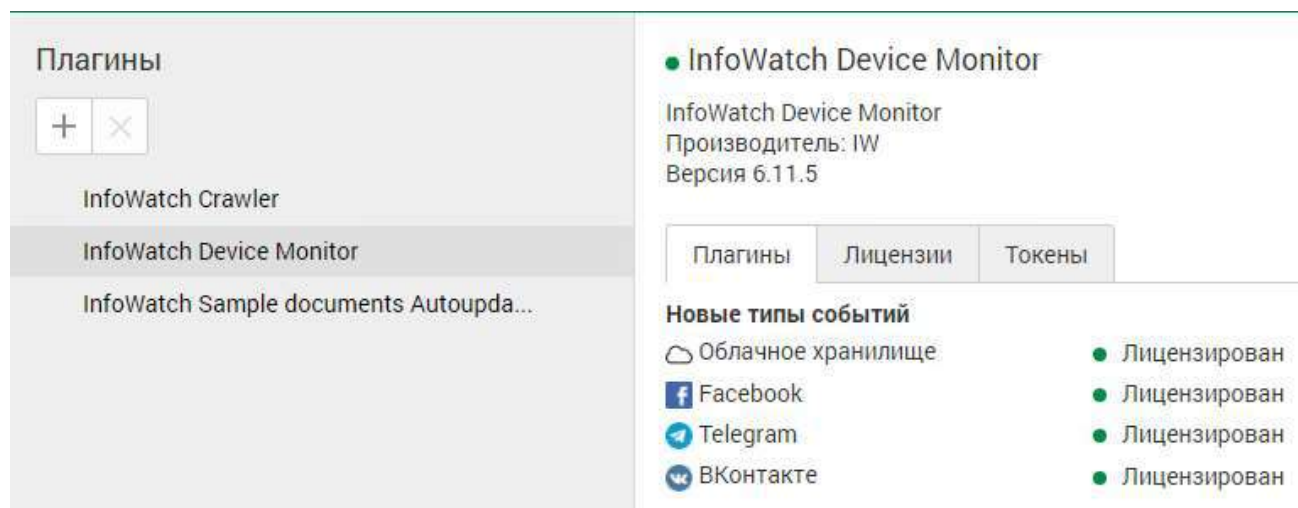 Плагины
InfoWatch Crawler
InfoWatch Device Monitor
InfoWatch Sample documents Autoupda...
InfoWatch Device Monitor
InfoWatch Device Monitor
Производитель: IW
Версия 6.11.5
Плагины Лицензии Токены
Новые типы событий
Облачное хранилище Лицензирован
Facebook Лицензирован
Telegram Лицензирован
ВКонтакте Лицензирован